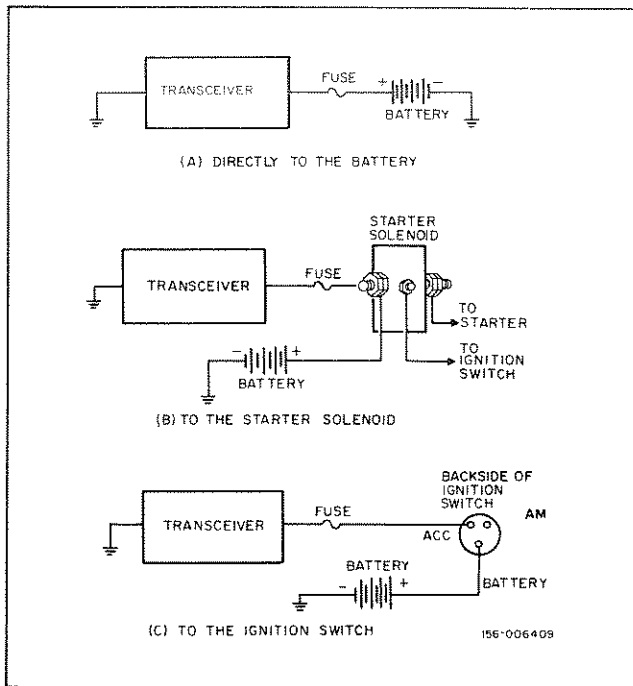 TRANSCEIVER
FUSE
+ -
BATTERY
(A) DIRECTLY TO THE BATTERY
STARTER
SOLENOID
TRANSCEIVER
FUSE
TO
STARTER
TO
IGNITION
SWITCH
- +
BATTERY
(B) TO THE STARTER SOLENOID
BACKSIDE OF
IGNITION
SWITCH
AM
TRANSCEIVER
FUSE
ACC
BATTERY
- +
BATTERY
(C) TO THE IGNITION SWITCH
156-006409